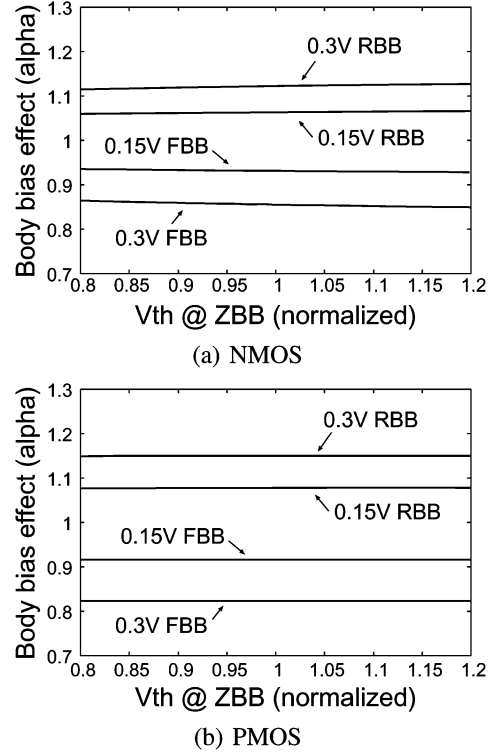 Body bias effect (alpha)
1.3
1.2
1.1
1
0.9
0.8
0.7
0.3V RBB
0.15V RBB
0.15V FBB
0.3V FBB
0.8 0.85 0.9 0.95 1 1.05 1.1 1.15 1.2
Vth @ ZBB (normalized)
(a) NMOS
Body bias effect (alpha)
1.3
1.2
1.1
1
0.9
0.8
0.7
0.3V RBB
0.15V RBB
0.15V FBB
0.3V FBB
0.8 0.85 0.9 0.95 1 1.05 1.1 1.15 1.2
Vth @ ZBB (normalized)
(b) PMOS